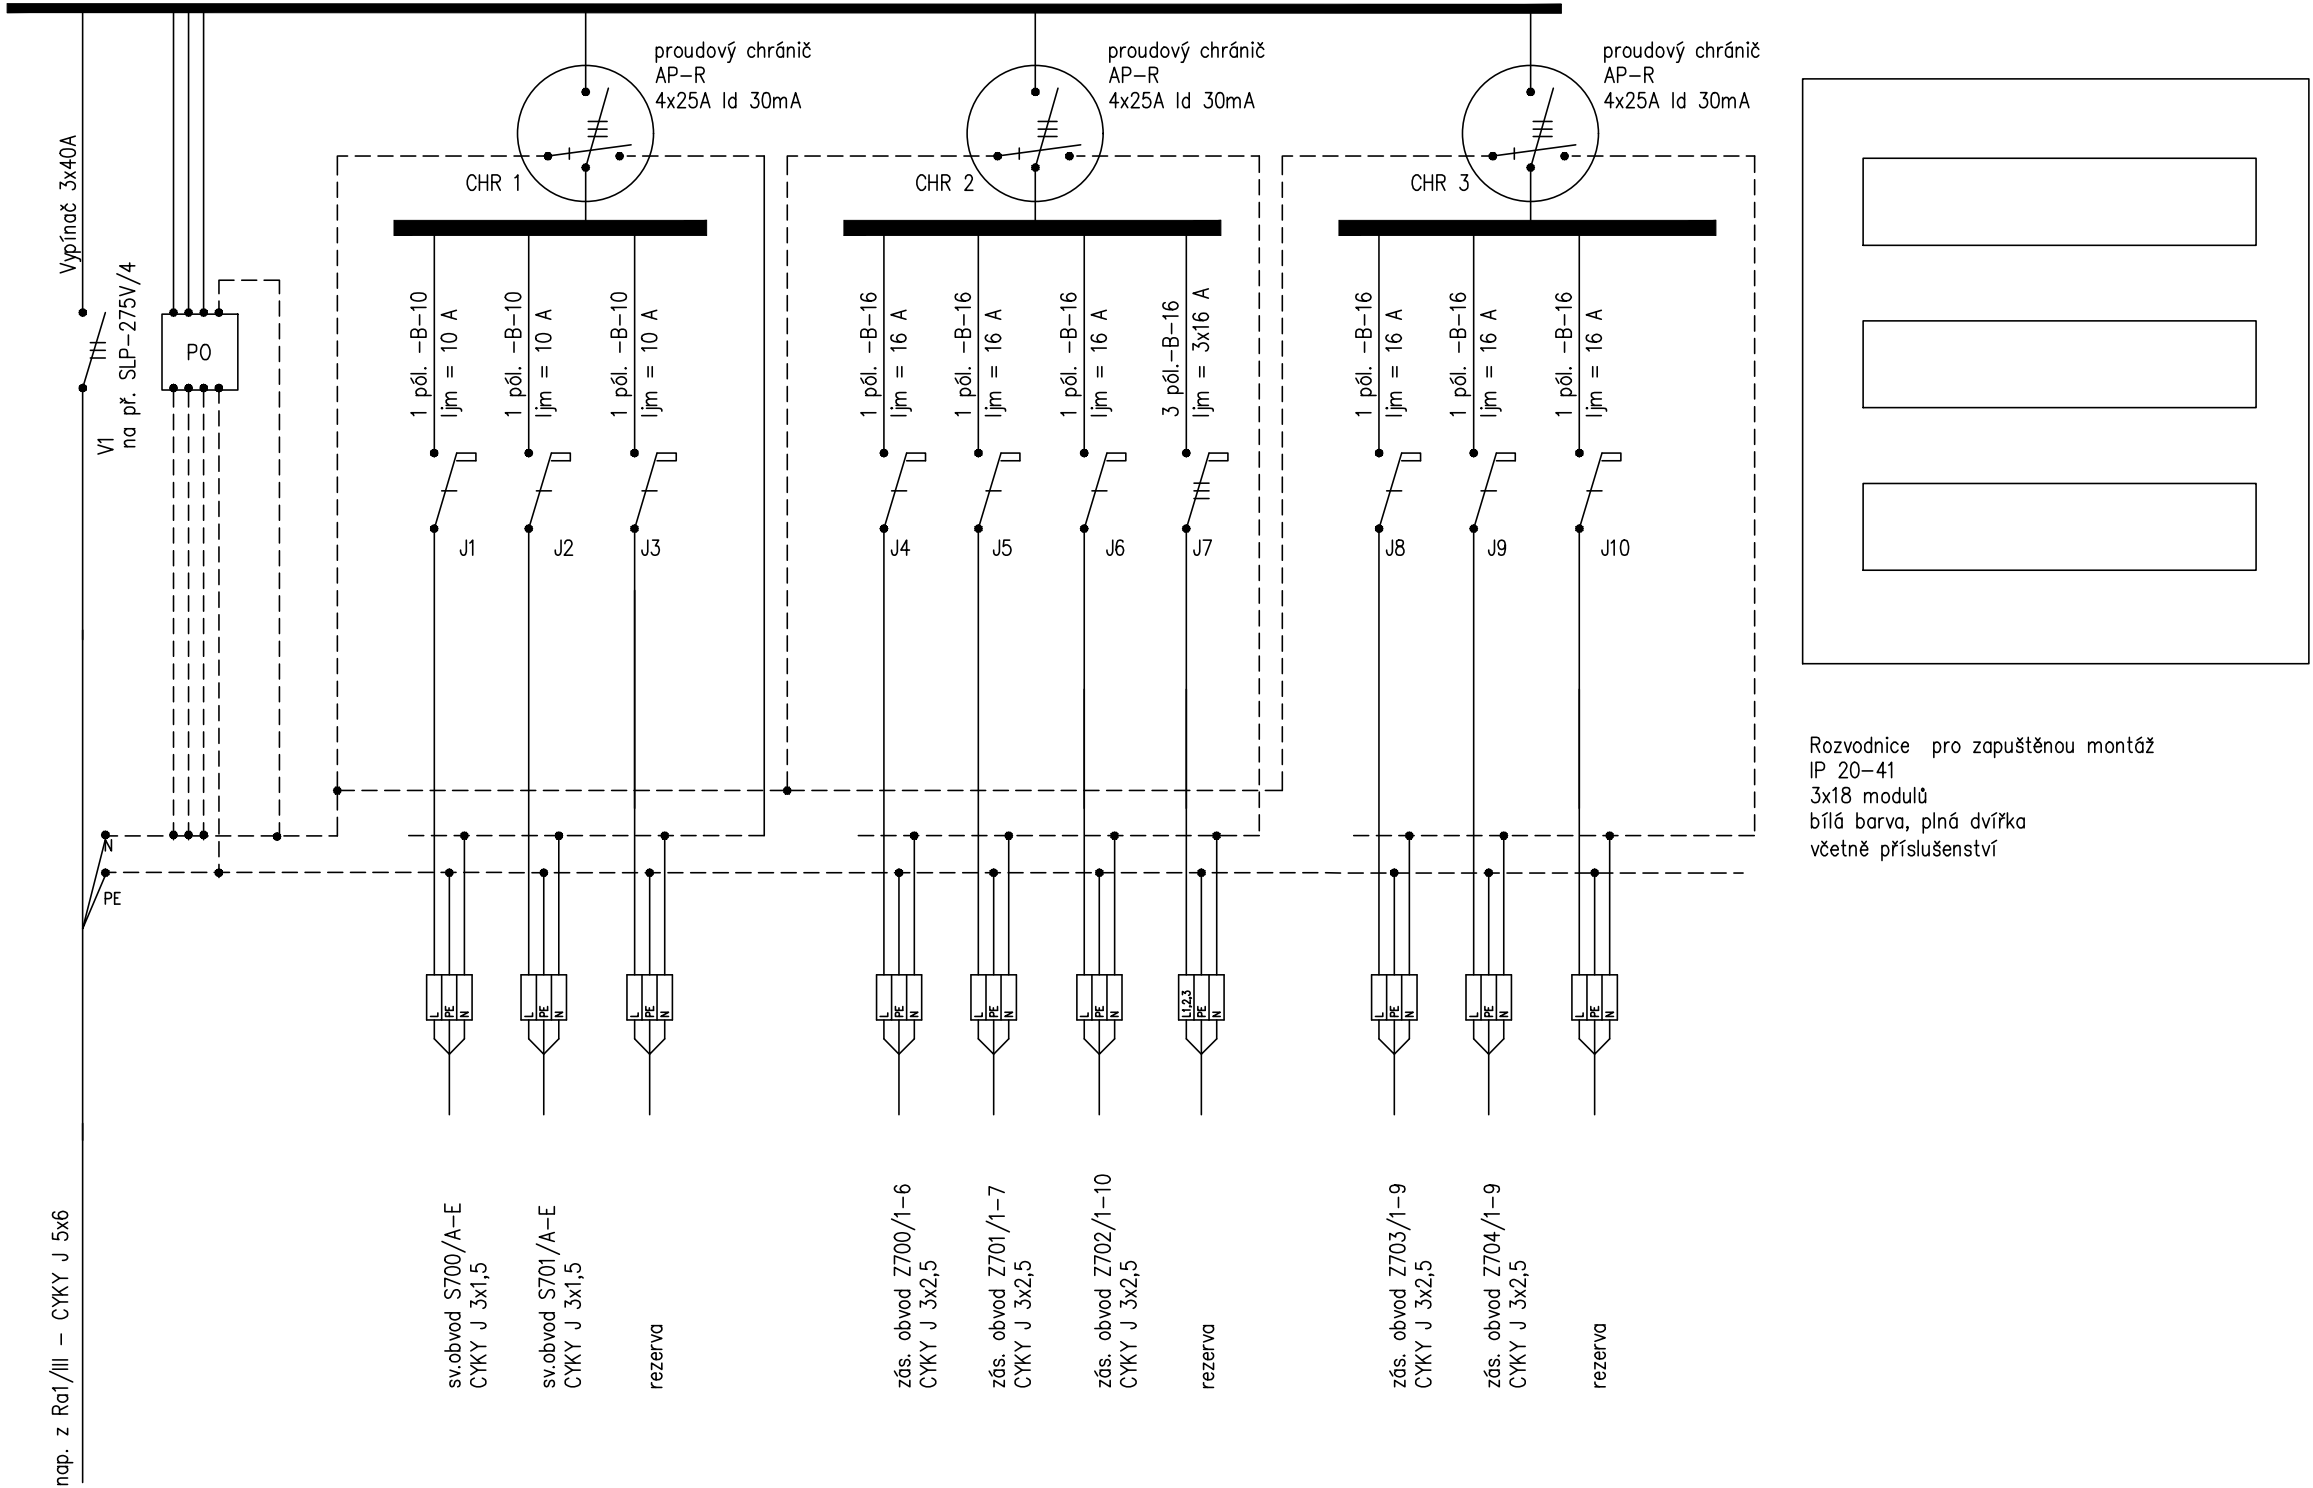 proudový chránič
AP-R
4x25A Id 30mA
proudový chránič
AP-R
4x25A Id 30mA
proudový chránič
AP-R
4x25A Id 30mA
CHR 1
CHR 2
CHR 3
Vypínač 3x40A
V1
na př. SLP-275V/4
PO
1 pól. -B-10
Ijm = 10 A
1 pól. -B-10
Ijm = 10 A
1 pól. -B-10
Ijm = 10 A
1 pól. -B-16
Ijm = 16 A
1 pól. -B-16
Ijm = 16 A
1 pól. -B-16
Ijm = 16 A
3 pól.-B-16
Ijm = 3x16 A
1 pól. -B-16
Ijm = 16 A
1 pól. -B-16
Ijm = 16 A
1 pól. -B-16
Ijm = 16 A
J1
J2
J3
J4
J5
J6
J7
J8
J9
J10
Rozvodnice pro zapuštěnou montáž
IP 20-41
3x18 modulů
bílá barva, plná dvířka
včetně příslušenství
N
PE
L
PE
N
L
PE
N
L
PE
N
L
PE
N
L
PE
N
L
PE
N
L1,2,3
PE
N
L
PE
N
L
PE
N
L
PE
N
nap. z Ra1/III - CYKY J 5x6
sv.obvod S700/A-E
CYKY J 3x1,5
sv.obvod S701/A-E
CYKY J 3x1,5
rezerva
zás. obvod Z700/1-6
CYKY J 3x2,5
zás. obvod Z701/1-7
CYKY J 3x2,5
zás. obvod Z702/1-10
CYKY J 3x2,5
rezerva
zás. obvod Z703/1-9
CYKY J 3x2,5
zás. obvod Z704/1-9
CYKY J 3x2,5
rezerva